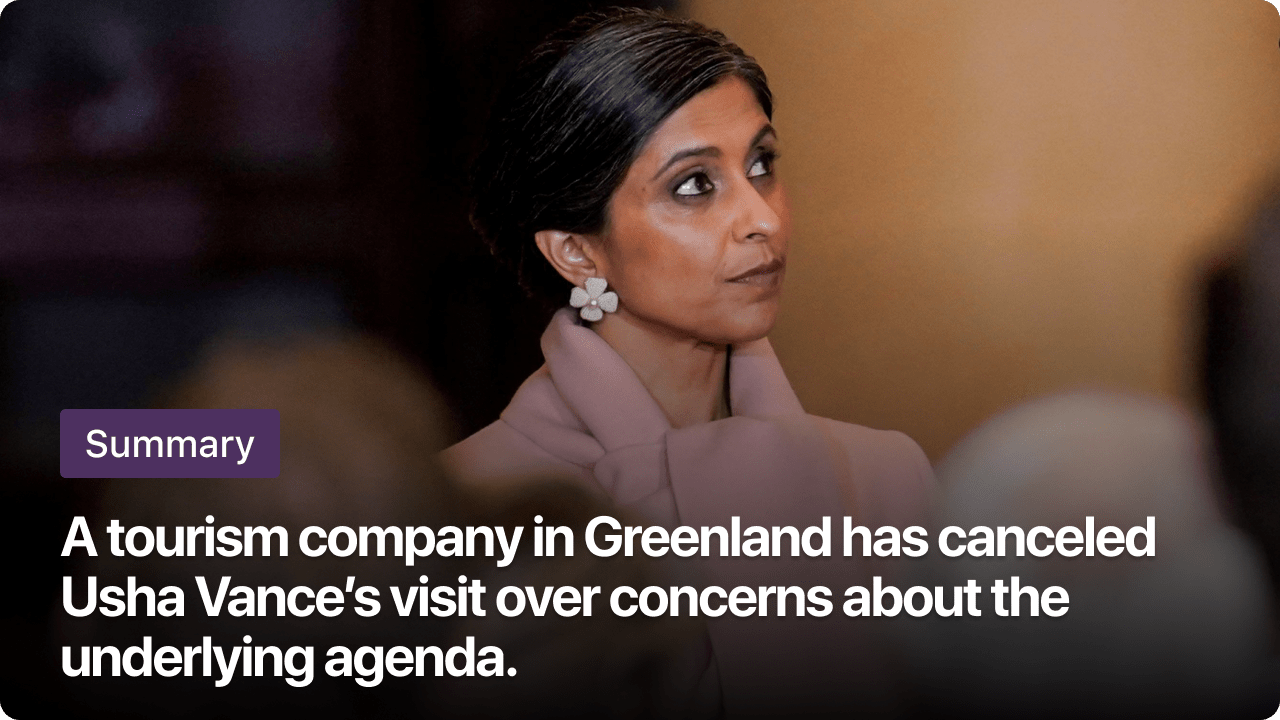 Summary
A tourism company in Greenland has canceled
Usha Vance’s visit over concerns about the
underlying agenda.